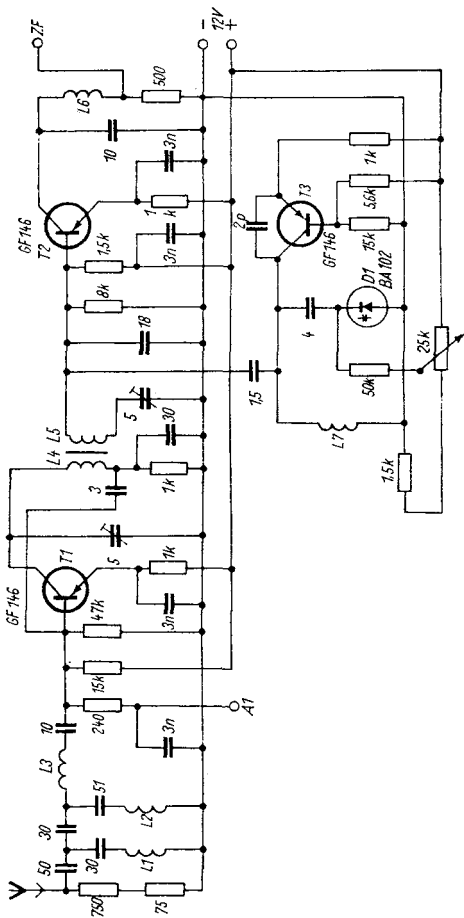 ZF
-
12V
+
L6
500
10
3n
GF146
T2
1
k
1,5k
3n
8k
18
1k
5,6k
15k
T3
GF146
2p
D1
BA102
4
50k
25k
1,5
L7
1,5k
L5
L4
5
30
3
1k
5
T1
GF146
1k
3n
47k
15k
240
A1
3n
10
L3
51
L2
30
30
L1
50
750
75